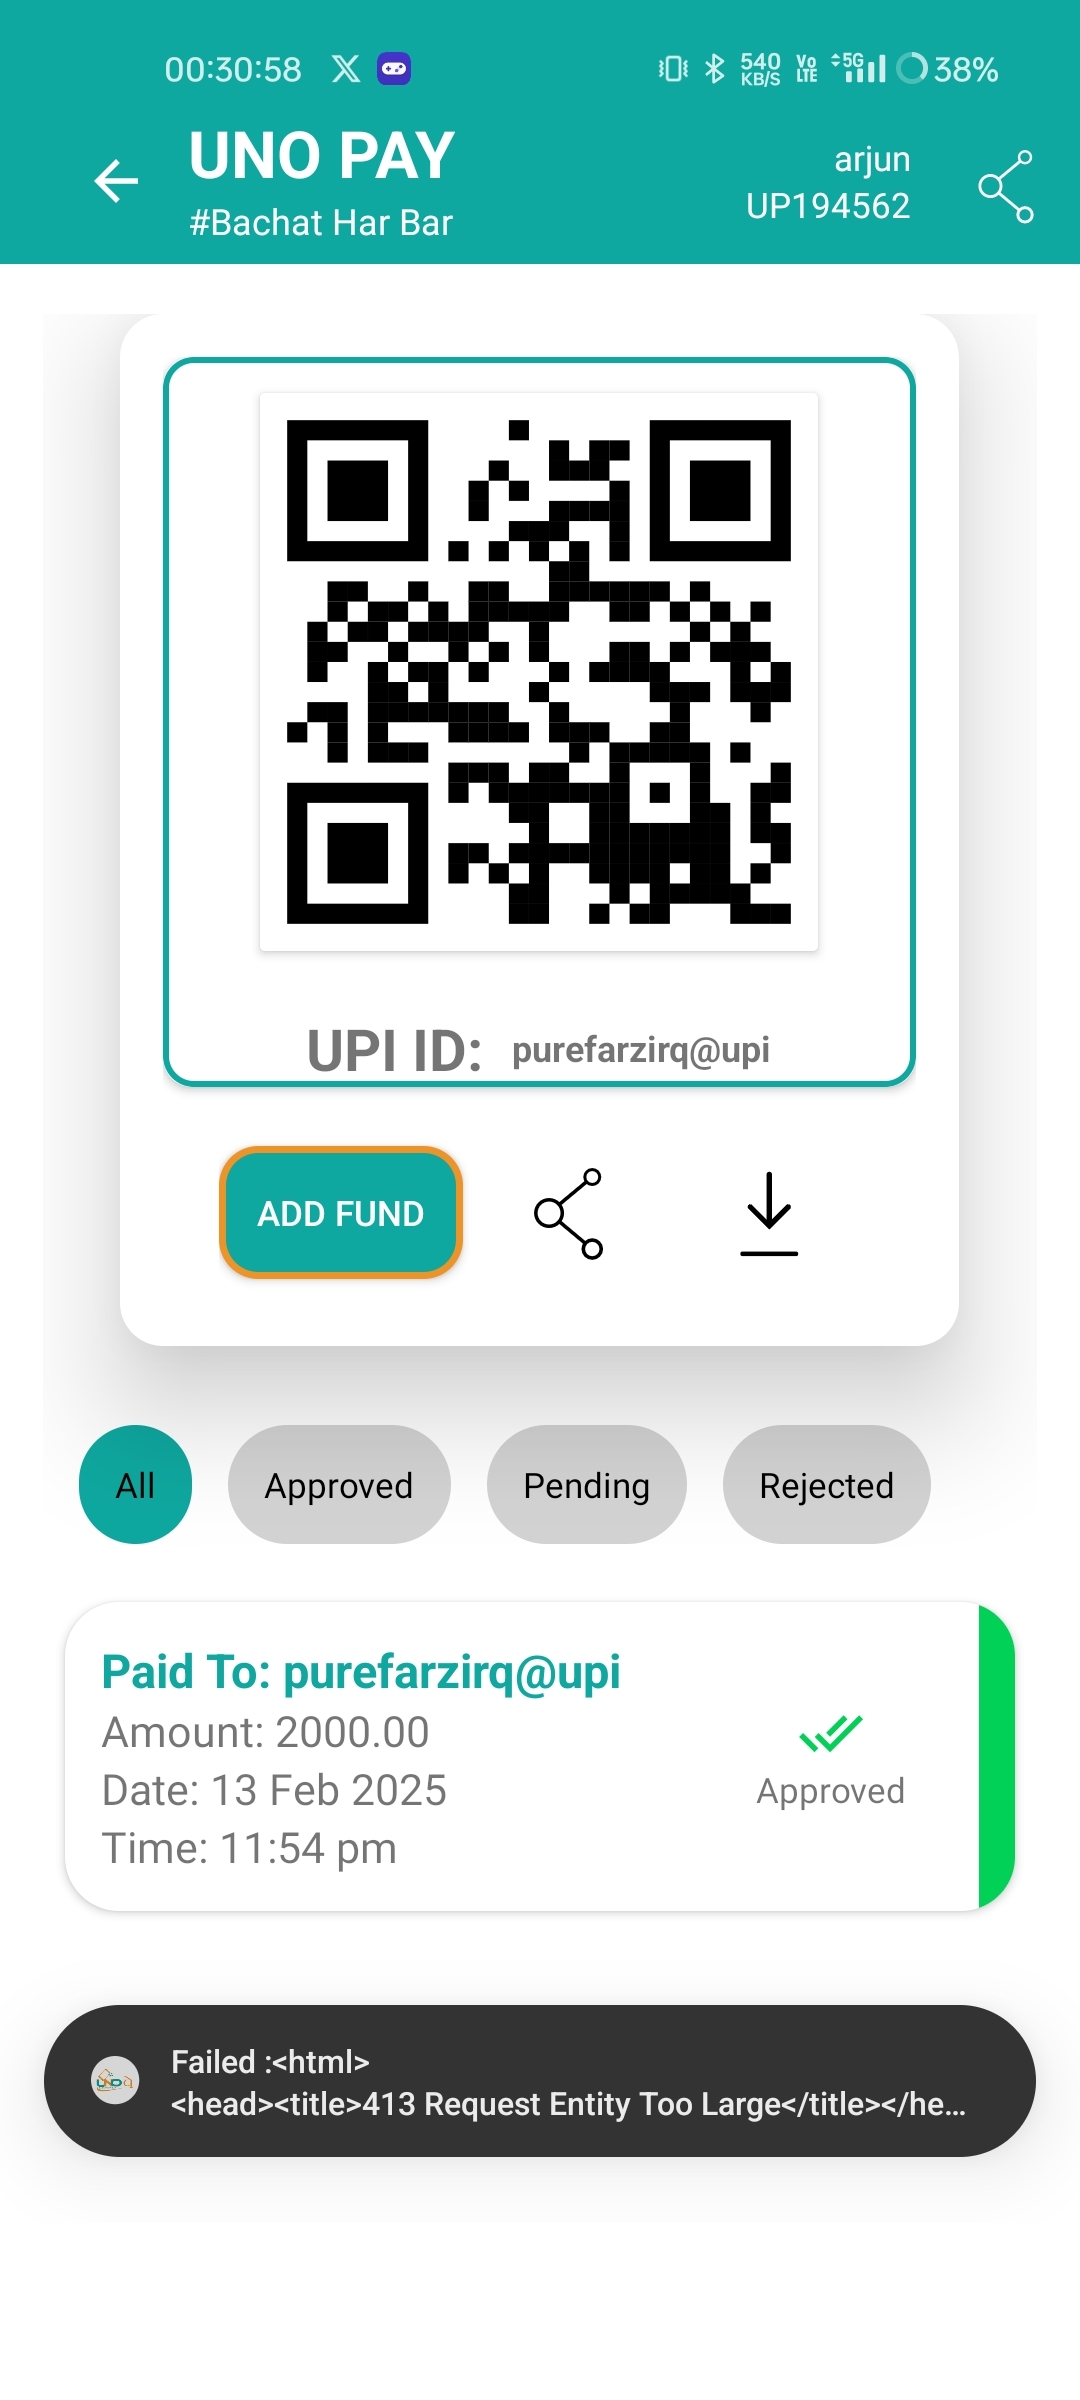 00:30:58 540 KB/S Vo LTE 5G 38%
UNO PAY
#Bachat Har Bar
arjun
UP194562
UPI ID: purefarzirq@upi
ADD FUND
All Approved Pending Rejected
Paid To: purefarzirq@upi
Amount: 2000.00
Date: 13 Feb 2025
Time: 11:54 pm
Approved
Failed :<html>
<head><title>413 Request Entity Too Large</title></he...